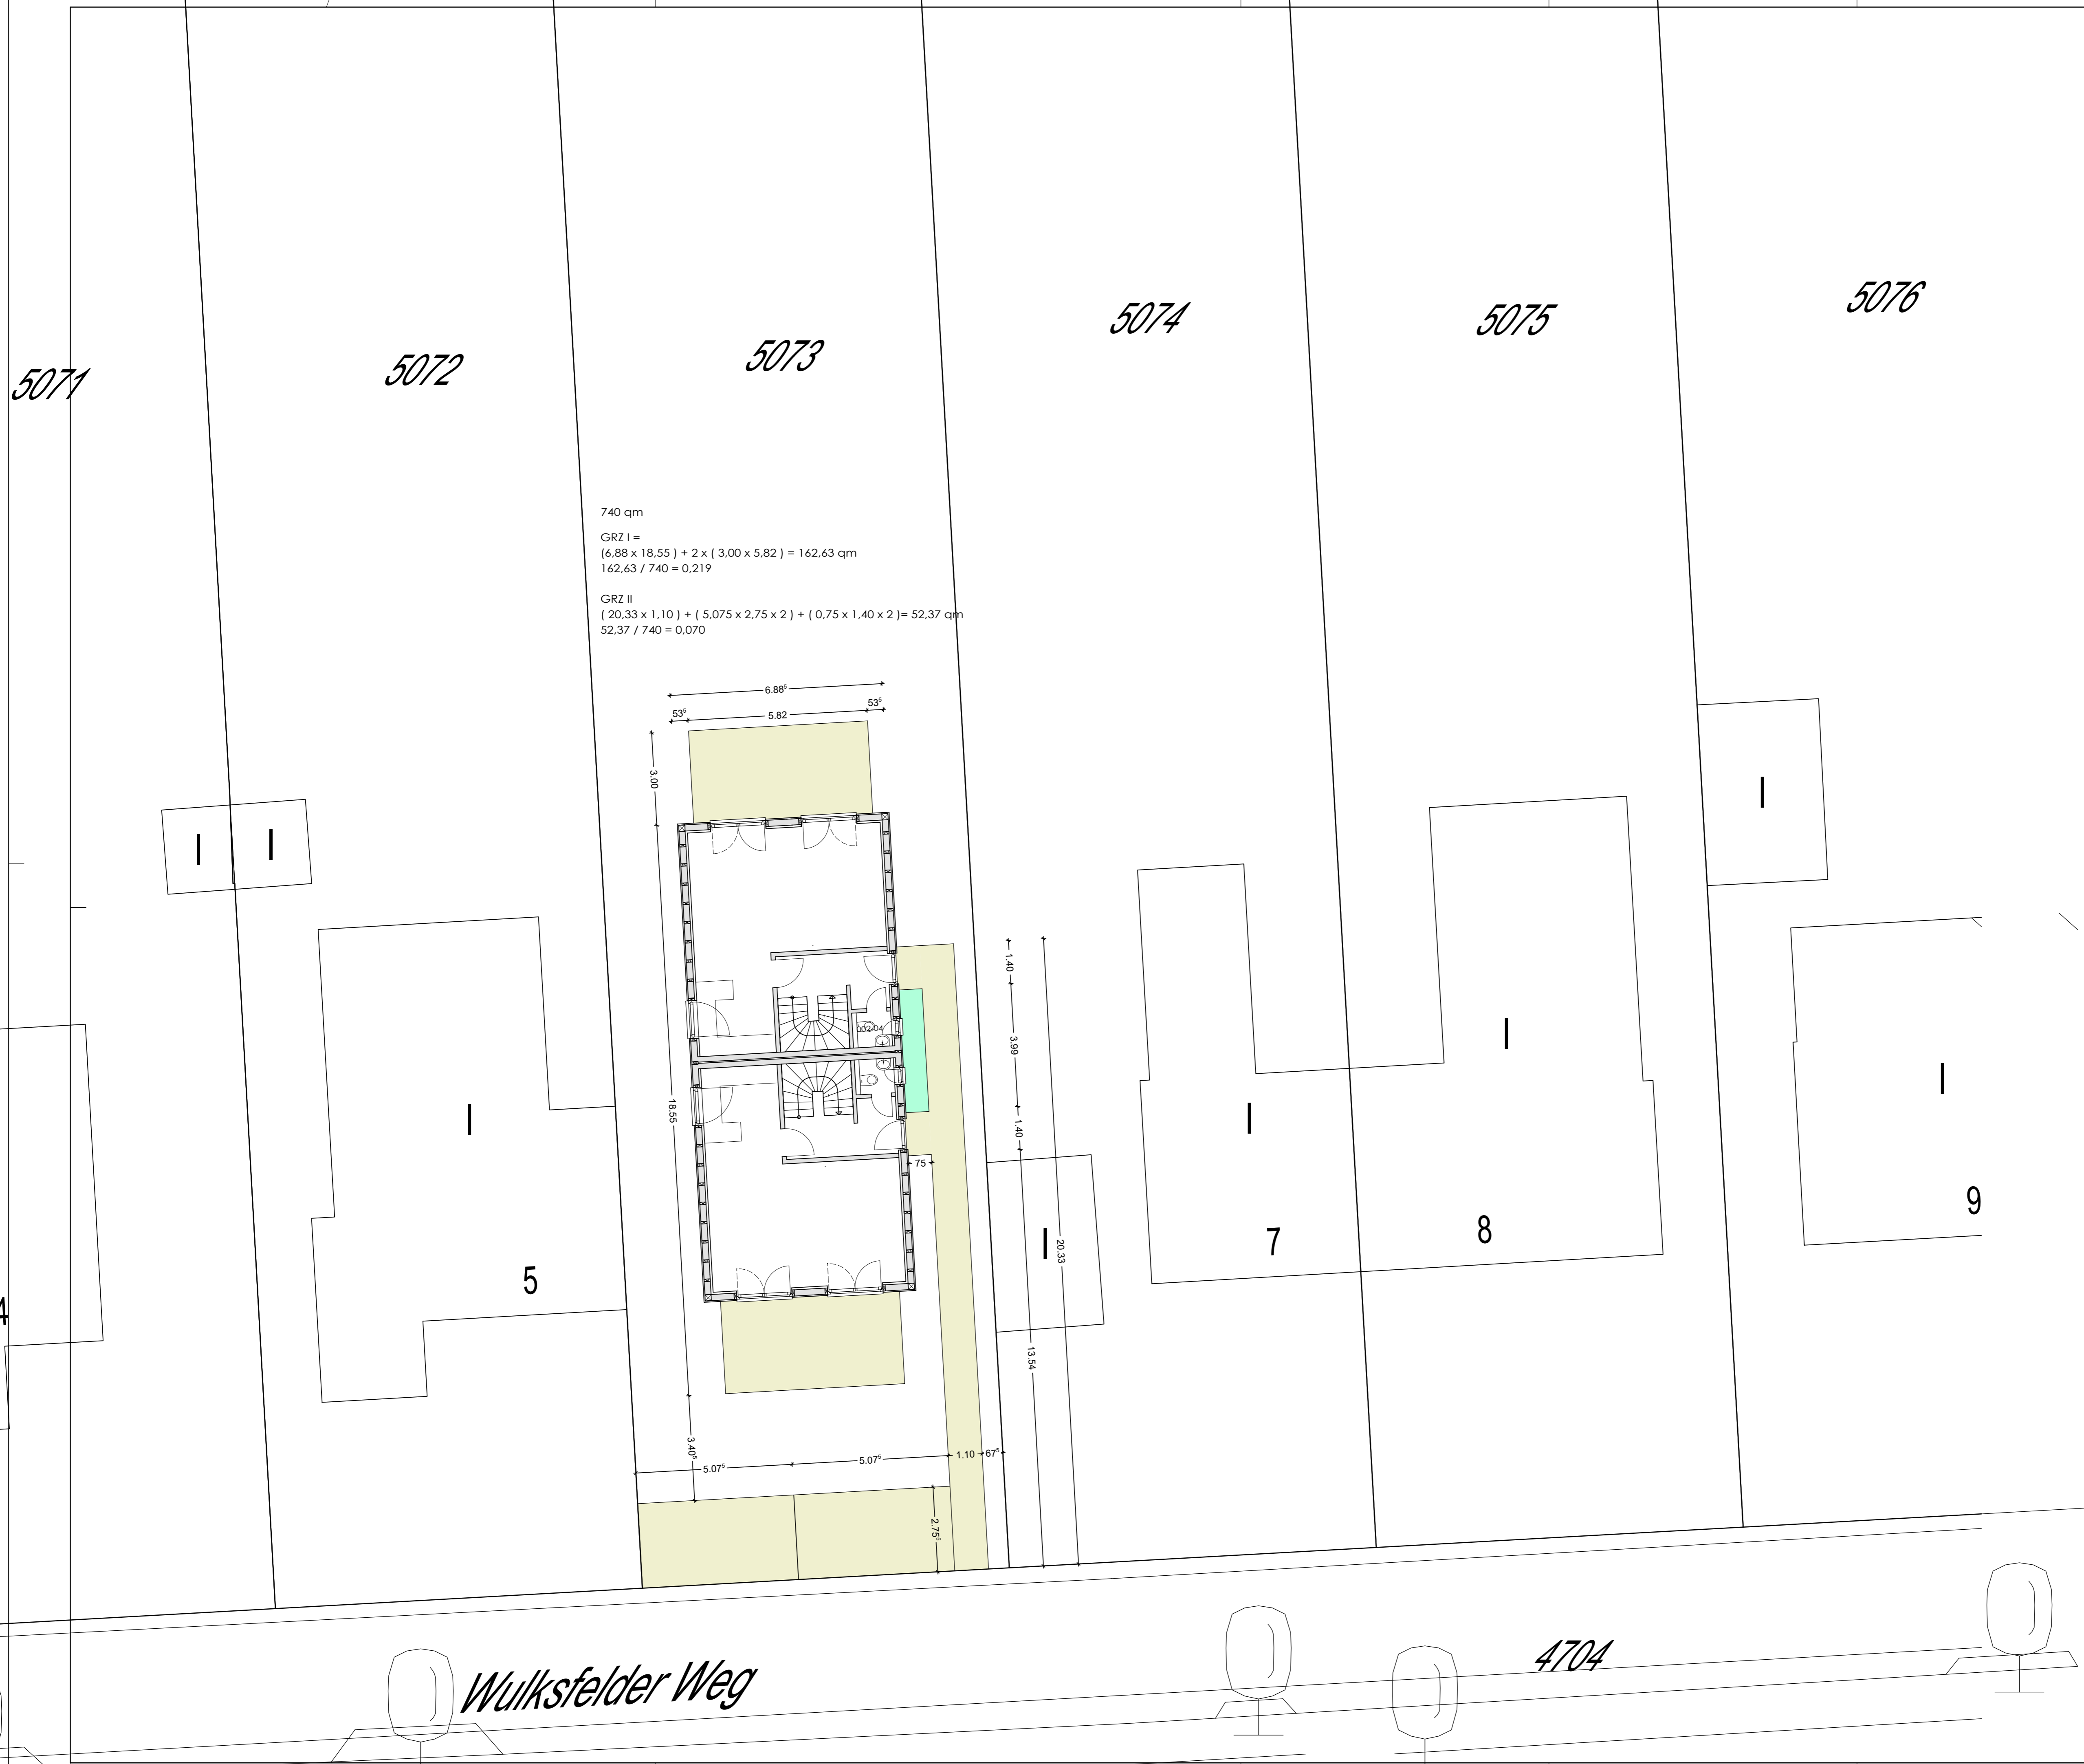 5071
5072
5073
5074
5075
5076
740 qm
GRZ I =
(6,88 x 18,55 ) + 2 x ( 3,00 x 5,82 ) = 162,63 qm
162,63 / 740 = 0,219
GRZ II
( 20,33 x 1,10 ) + ( 5,075 x 2,75 x 2 ) + ( 0,75 x 1,40 x 2 )= 52,37 qm
52,37 / 740 = 0,070
6.88⁵
53⁵
5.82
53⁵
3.00
I
I
I
1.40
3.99
002-04
I
18.55
1.40
I
I
I
75
9
8
7
I
20.33
5
4
13.54
3.40⁵
5.07⁵
5.07⁵
1.10
67⁵
2.75⁵
Wulksfelder Weg
4704